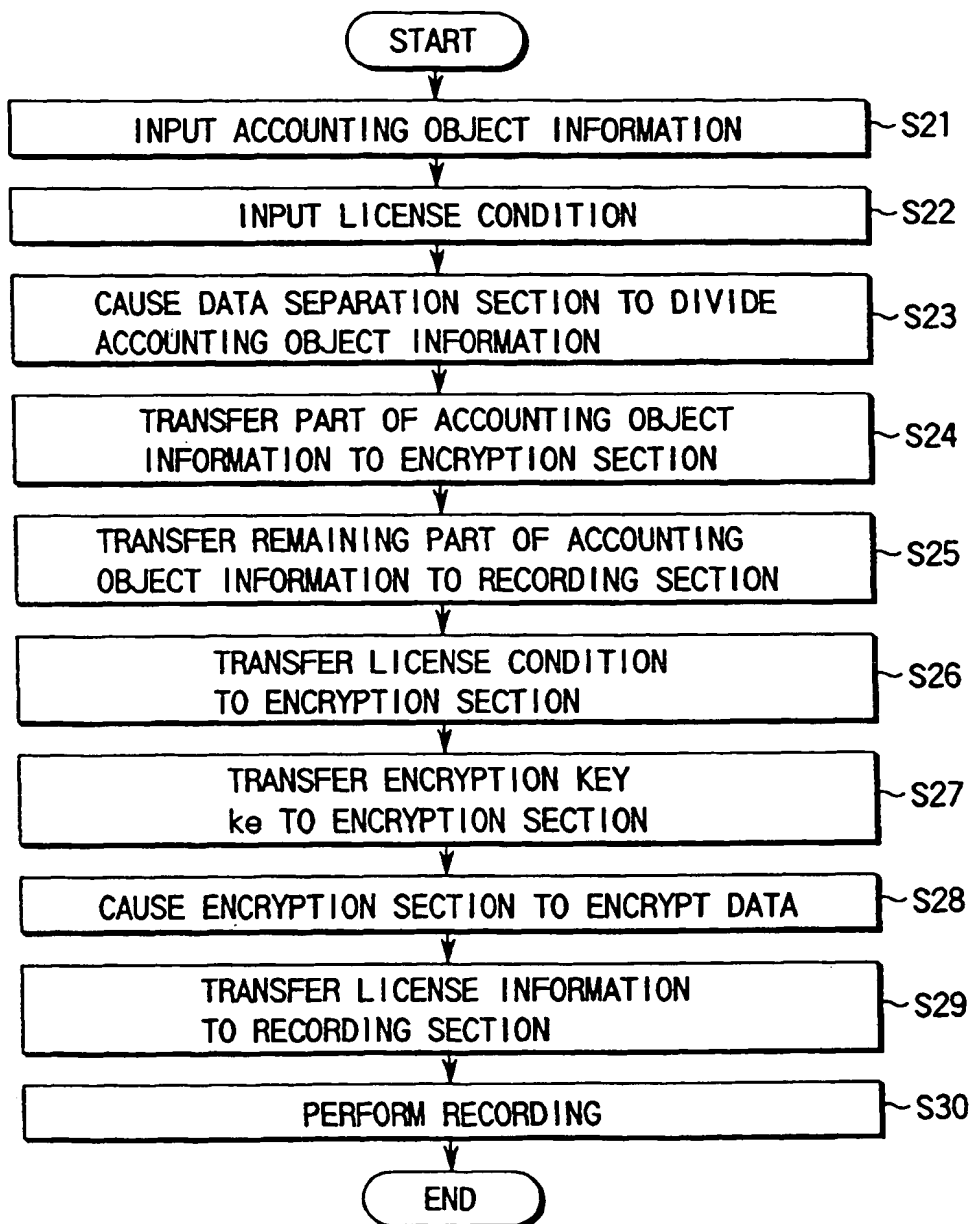 START
INPUT ACCOUNTING OBJECT INFORMATION
S21
INPUT LICENSE CONDITION
S22
CAUSE DATA SEPARATION SECTION TO DIVIDE
ACCOUNTING OBJECT INFORMATION
S23
TRANSFER PART OF ACCOUNTING OBJECT
INFORMATION TO ENCRYPTION SECTION
S24
TRANSFER REMAINING PART OF ACCOUNTING
OBJECT INFORMATION TO RECORDING SECTION
S25
TRANSFER LICENSE CONDITION
TO ENCRYPTION SECTION
S26
TRANSFER ENCRYPTION KEY
ke TO ENCRYPTION SECTION
S27
CAUSE ENCRYPTION SECTION TO ENCRYPT DATA
S28
TRANSFER LICENSE INFORMATION
TO RECORDING SECTION
S29
PERFORM RECORDING
S30
END